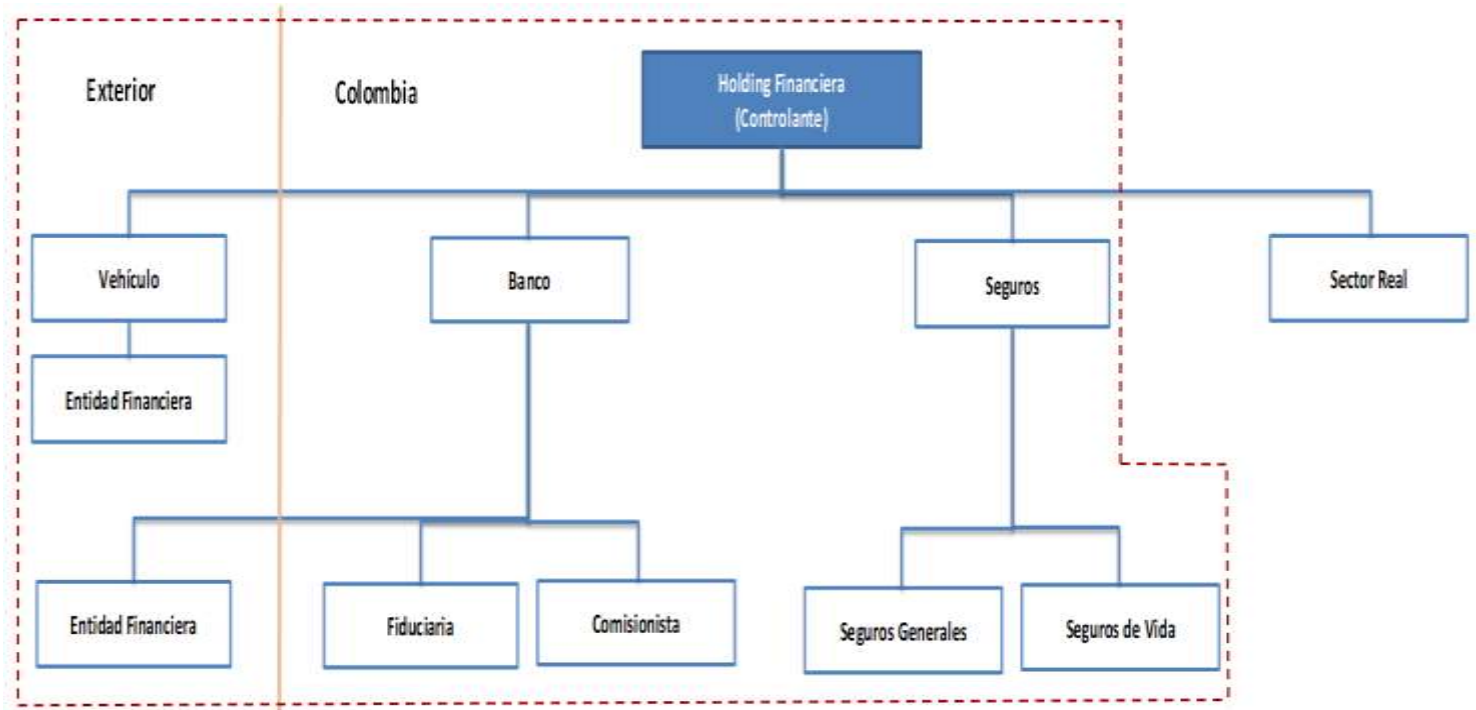 Exterior
Colombia
Holding Financiera
(Controlante)
Vehículo
Banco
Seguros
Sector Real
Entidad Financiera
Entidad Financiera
Fiduciaria
Comisionista
Seguros Generales
Seguros de Vida